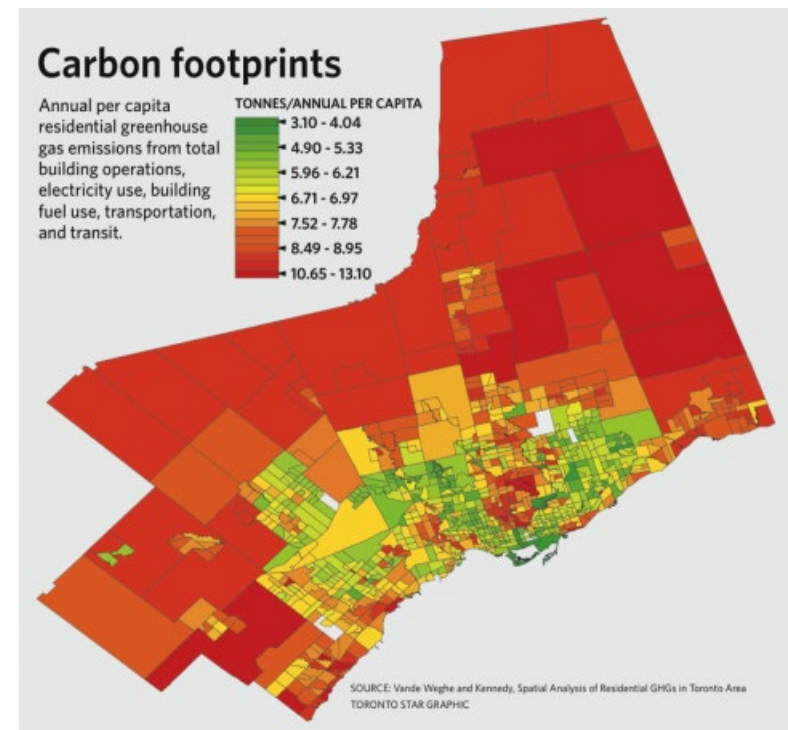 Carbon footprints
Annual per capita
residential greenhouse
gas emissions from total
building operations,
electricity use, building
fuel use, transportation,
and transit.
TONNES/ANNUAL PER CAPITA
3.10 - 4.04
4.90 - 5.33
5.96 - 6.21
6.71 - 6.97
7.52 - 7.78
8.49 - 8.95
10.65 - 13.10
SOURCE: Vande Weghe and Kennedy, Spatial Analysis of Residential GHGs in Toronto Area
TORONTO STAR GRAPHIC